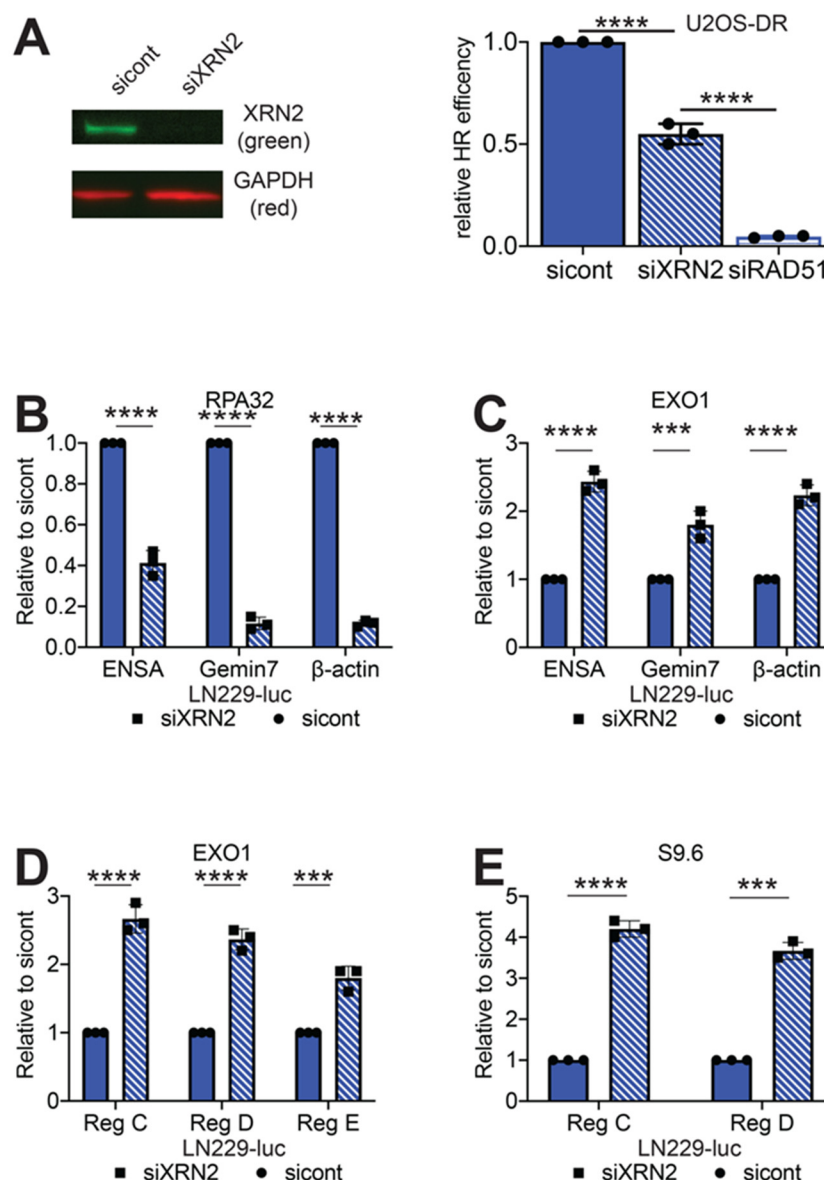 A
sicont
siXRN2
XRN2
(green)
GAPDH
(red)
U2OS-DR
****
****
relative HR efficency
1.0
0.5
0.0
sicont siXRN2 siRAD51
B
RPA32
**** **** ****
Relative to sicont
1.0
0.8
0.6
0.4
0.2
0.0
ENSA Gemin7 β-actin
LN229-luc
■ siXRN2 ● sicont
C
EXO1
**** *** ****
Relative to sicont
3
2
1
0
ENSA Gemin7 β-actin
LN229-luc
■ siXRN2 ● sicont
D
EXO1
**** **** ***
Relative to sicont
3
2
1
0
Reg C Reg D Reg E
LN229-luc
■ siXRN2 ● sicont
E
S9.6
**** ***
Relative to sicont
5
4
3
2
1
0
Reg C Reg D
LN229-luc
■ siXRN2 ● sicont